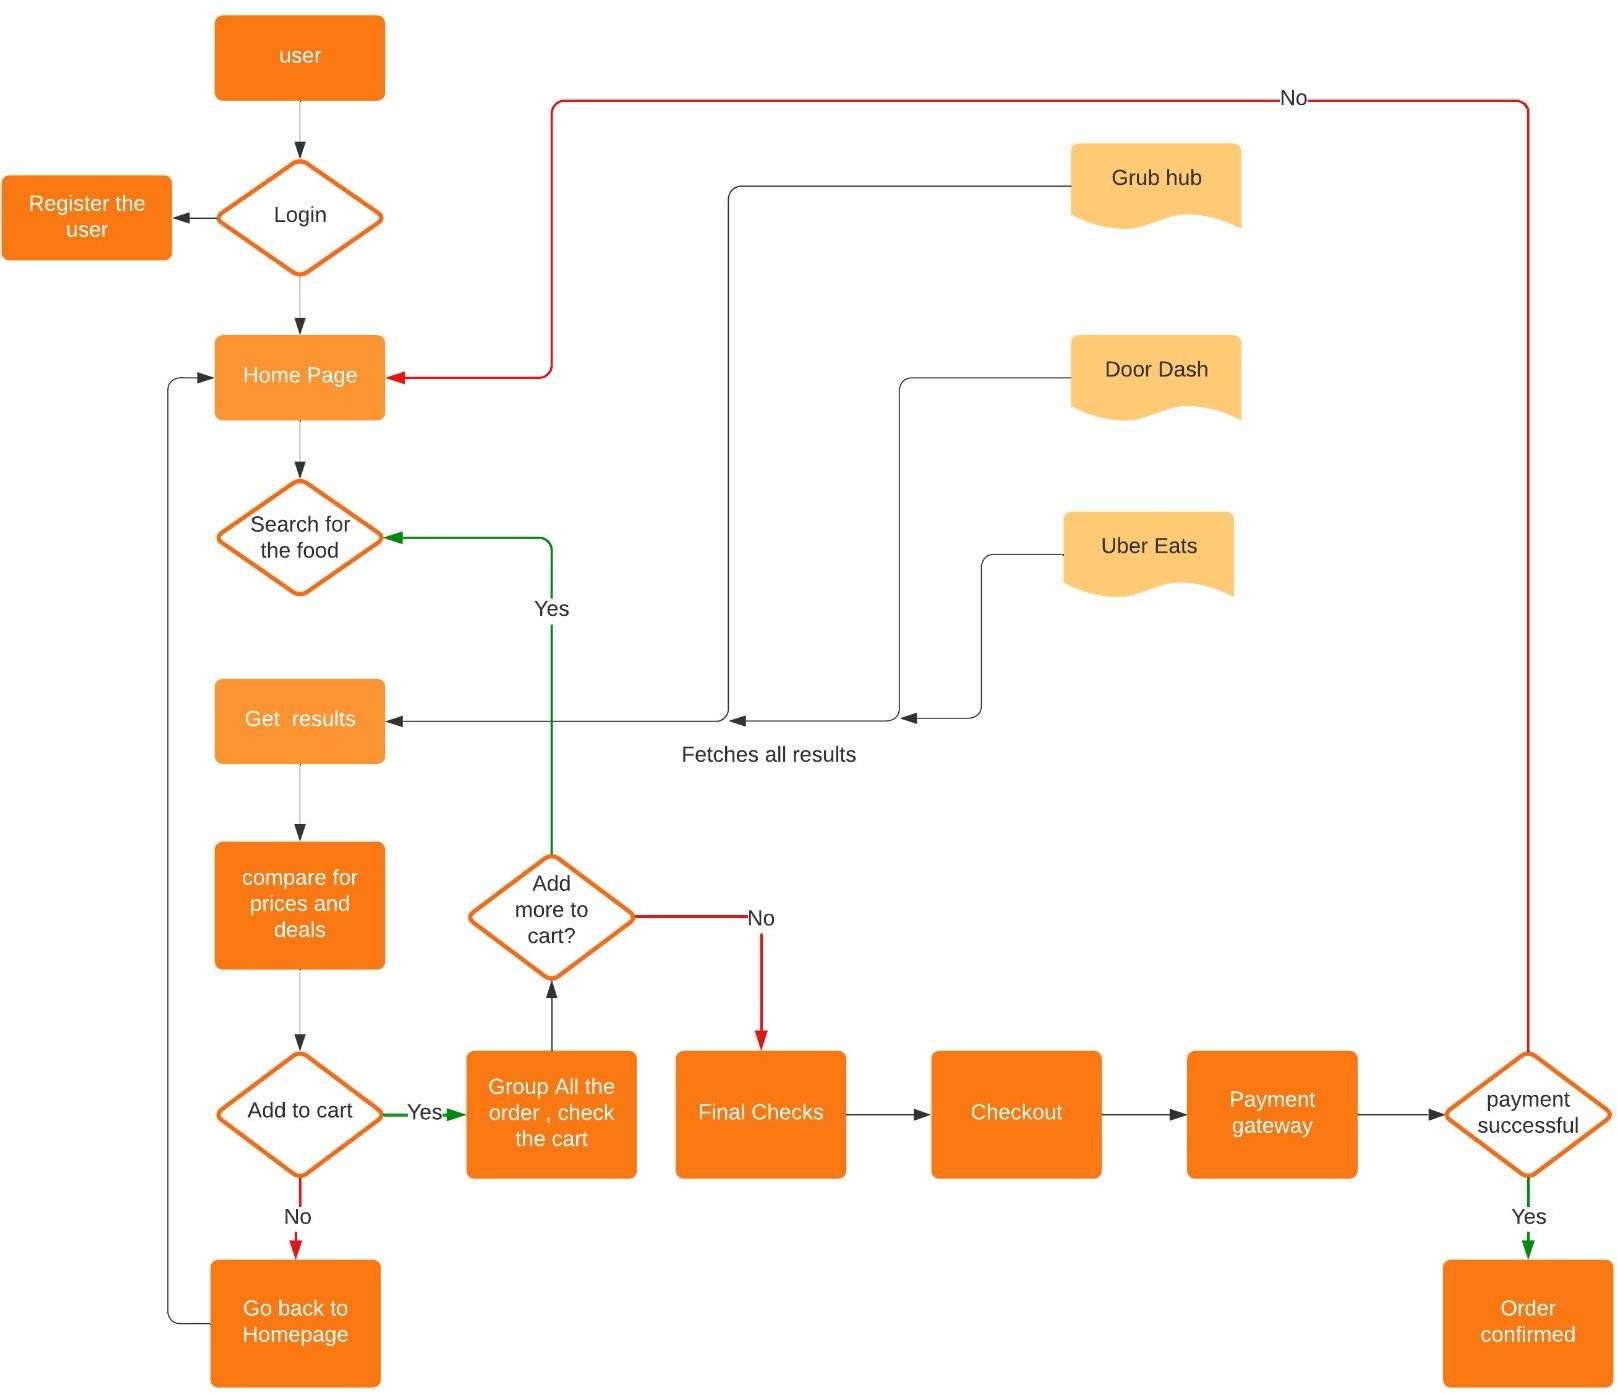 user
No
Grub hub
Register the
user
Login
Home Page
Door Dash
Search for
the food
Uber Eats
Yes
Get  results
Fetches all results
compare for
prices and
deals
Add
more to
cart?
No
Add to cart
Yes
Group All the
order , check
the cart
Final Checks
Checkout
Payment
gateway
payment
successful
No
Yes
Go back to
Homepage
Order
confirmed